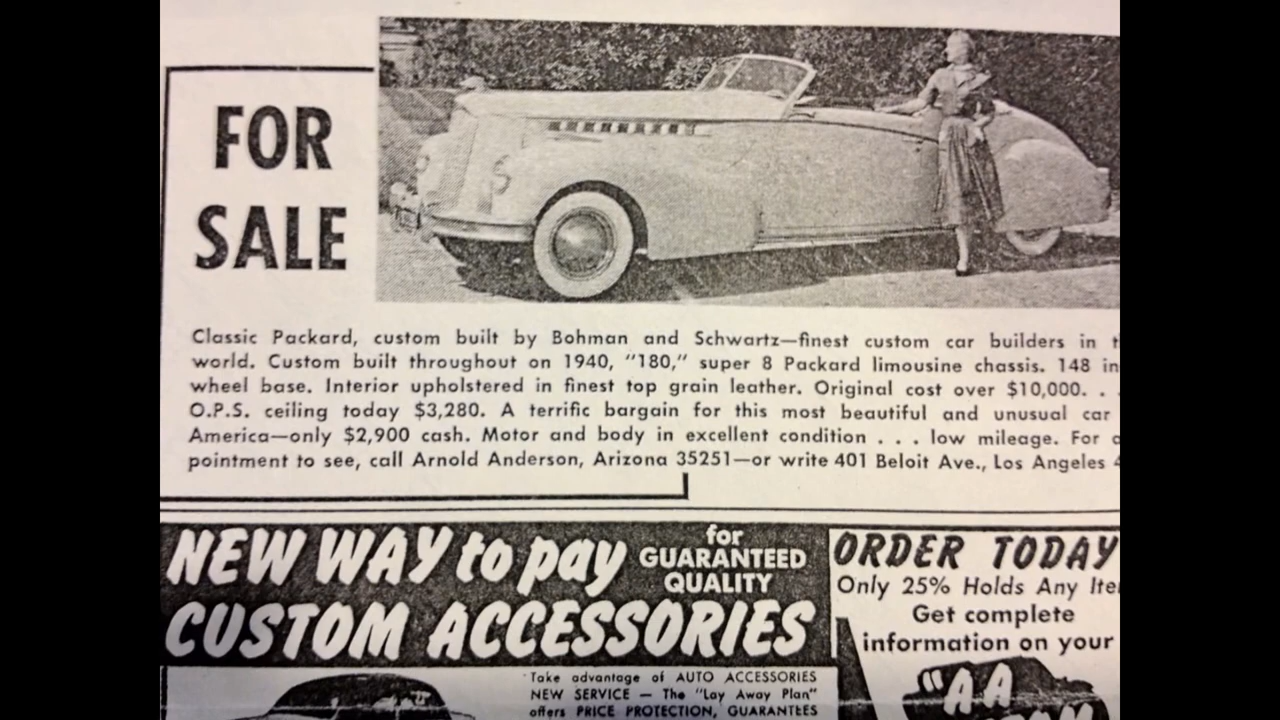 FOR
SALE
Classic Packard, custom built by Bohman and Schwartz—finest custom car builders in
world. Custom built throughout on 1940, "180," super 8 Packard limousine chassis. 148 in
wheel base. Interior upholstered in finest top grain leather. Original cost over $10,000. . .
O.P.S. ceiling today $3,280. A terrific bargain for this most beautiful and unusual car
America—only $2,900 cash. Motor and body in excellent condition . . . low mileage. For
pointment to see, call Arnold Anderson, Arizona 35251—or write 401 Beloit Ave., Los Angeles
NEW WAY to pay for
GUARANTEED
QUALITY
CUSTOM ACCESSORIES
Take advantage of AUTO ACCESSORIES
NEW SERVICE — The "Lay Away Plan"
offers PRICE PROTECTION, GUARANTEES
ORDER TODAY
Only 25% Holds Any
Get complete
information on your
"AA